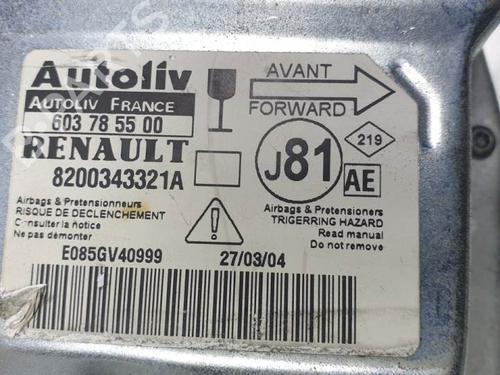 Autoliv
AUTOLIV FRANCE
603 78 55 00
RENAULT
8200343321A
AVANT
FORWARD
J81
219
AE
Airbags & Pretensionneurs
RISQUE DE DECLENCHEMENT
Consulter la notice
Ne pas démonter
Airbags & Pretensioners
TRIGERRING HAZARD
Read manual
Do not remove
E085GV40999
27/03/04